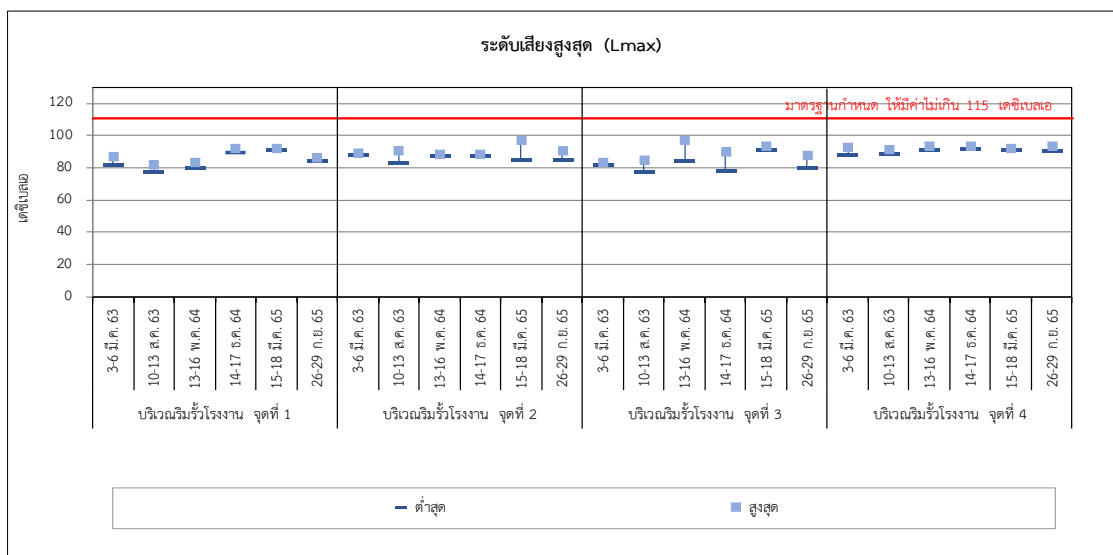 ระดับเสียงสูงสุด (Lmax)
มาตรฐานกำหนด ให้มีค่าไม่เกิน 115 เดซิเบลเอ
เดซิเบลเอ
120
100
80
60
40
20
0
3-6 มี.ค. 63
10-13 ส.ค. 63
13-16 พ.ค. 64
14-17 ธ.ค. 64
15-18 มี.ค. 65
26-29 ก.ย. 65
3-6 มี.ค. 63
10-13 ส.ค. 63
13-16 พ.ค. 64
14-17 ธ.ค. 64
15-18 มี.ค. 65
26-29 ก.ย. 65
3-6 มี.ค. 63
10-13 ส.ค. 63
13-16 พ.ค. 64
14-17 ธ.ค. 64
15-18 มี.ค. 65
26-29 ก.ย. 65
3-6 มี.ค. 63
10-13 ส.ค. 63
13-16 พ.ค. 64
14-17 ธ.ค. 64
15-18 มี.ค. 65
26-29 ก.ย. 65
บริเวณริมรั้วโรงงาน จุดที่ 1
บริเวณริมรั้วโรงงาน จุดที่ 2
บริเวณริมรั้วโรงงาน จุดที่ 3
บริเวณริมรั้วโรงงาน จุดที่ 4
ต่ำสุด
สูงสุด